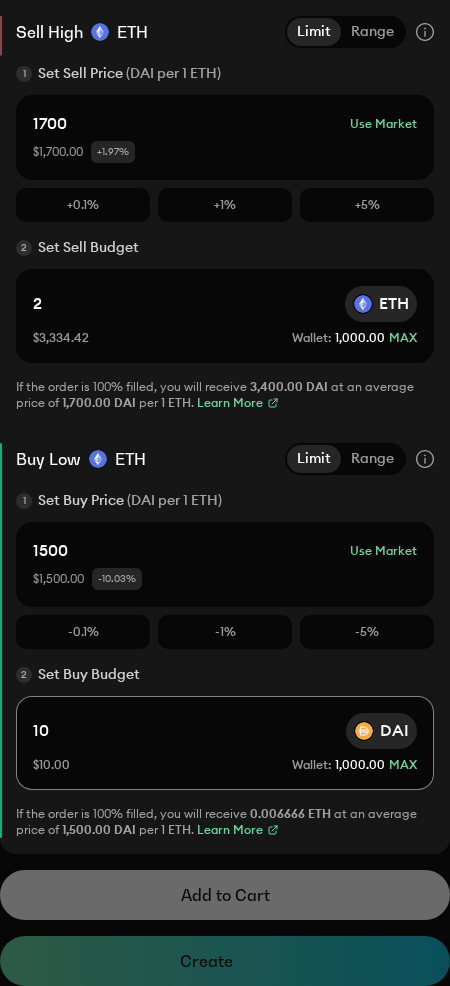 Sell High ETH Limit Range
1 Set Sell Price (DAI per 1 ETH)
1700 Use Market
$1,700.00 +1.97%
+0.1% +1% +5%
2 Set Sell Budget
2 ETH
$3,334.42 Wallet: 1,000.00 MAX
If the order is 100% filled, you will receive 3,400.00 DAI at an average
price of 1,700.00 DAI per 1 ETH. Learn More
Buy Low ETH Limit Range
1 Set Buy Price (DAI per 1 ETH)
1500 Use Market
$1,500.00 -10.03%
-0.1% -1% -5%
2 Set Buy Budget
10 DAI
$10.00 Wallet: 1,000.00 MAX
If the order is 100% filled, you will receive 0.006666 ETH at an average
price of 1,500.00 DAI per 1 ETH. Learn More
Add to Cart
Create